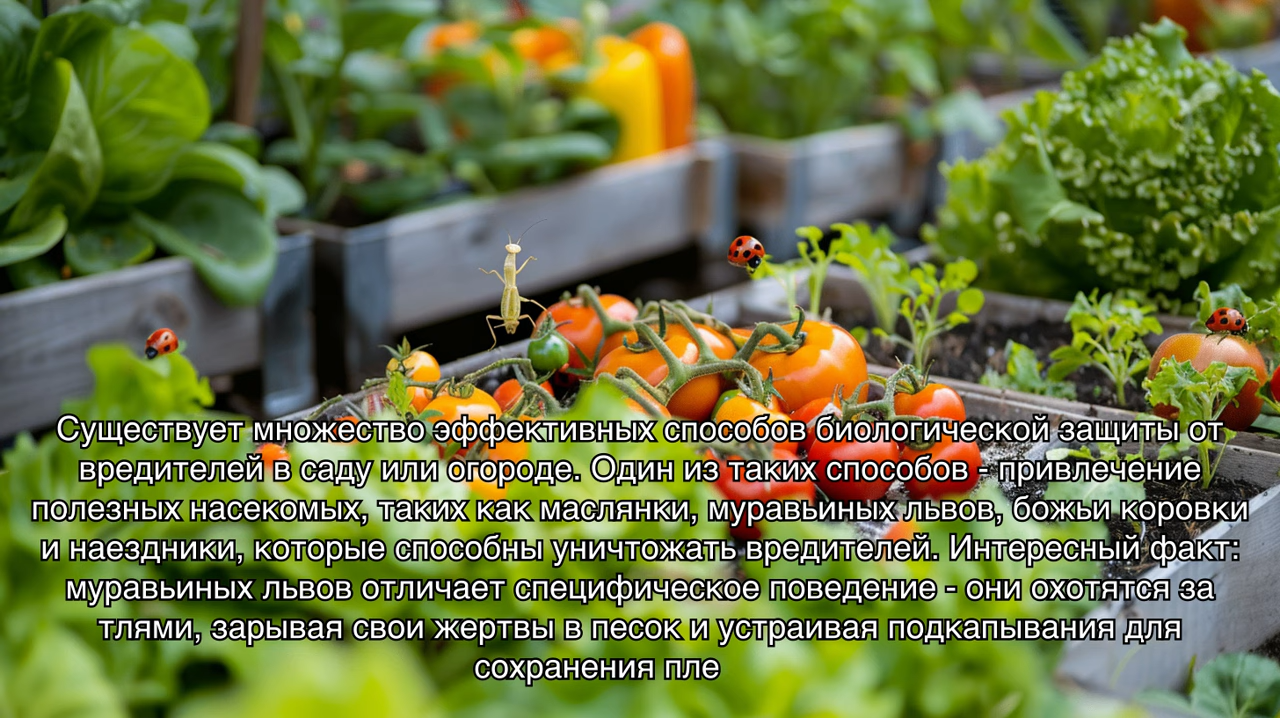 Существует множество эффективных способов биологической защиты от
вредителей в саду или огороде. Один из таких способов - привлечение
полезных насекомых, таких как маслянки, муравьиных львов, божьи коровки
и наездники, которые способны уничтожать вредителей. Интересный факт:
муравьиных львов отличает специфическое поведение - они охотятся за
тлями, зарывая свои жертвы в песок и устраивая подкапывания для
сохранения пле